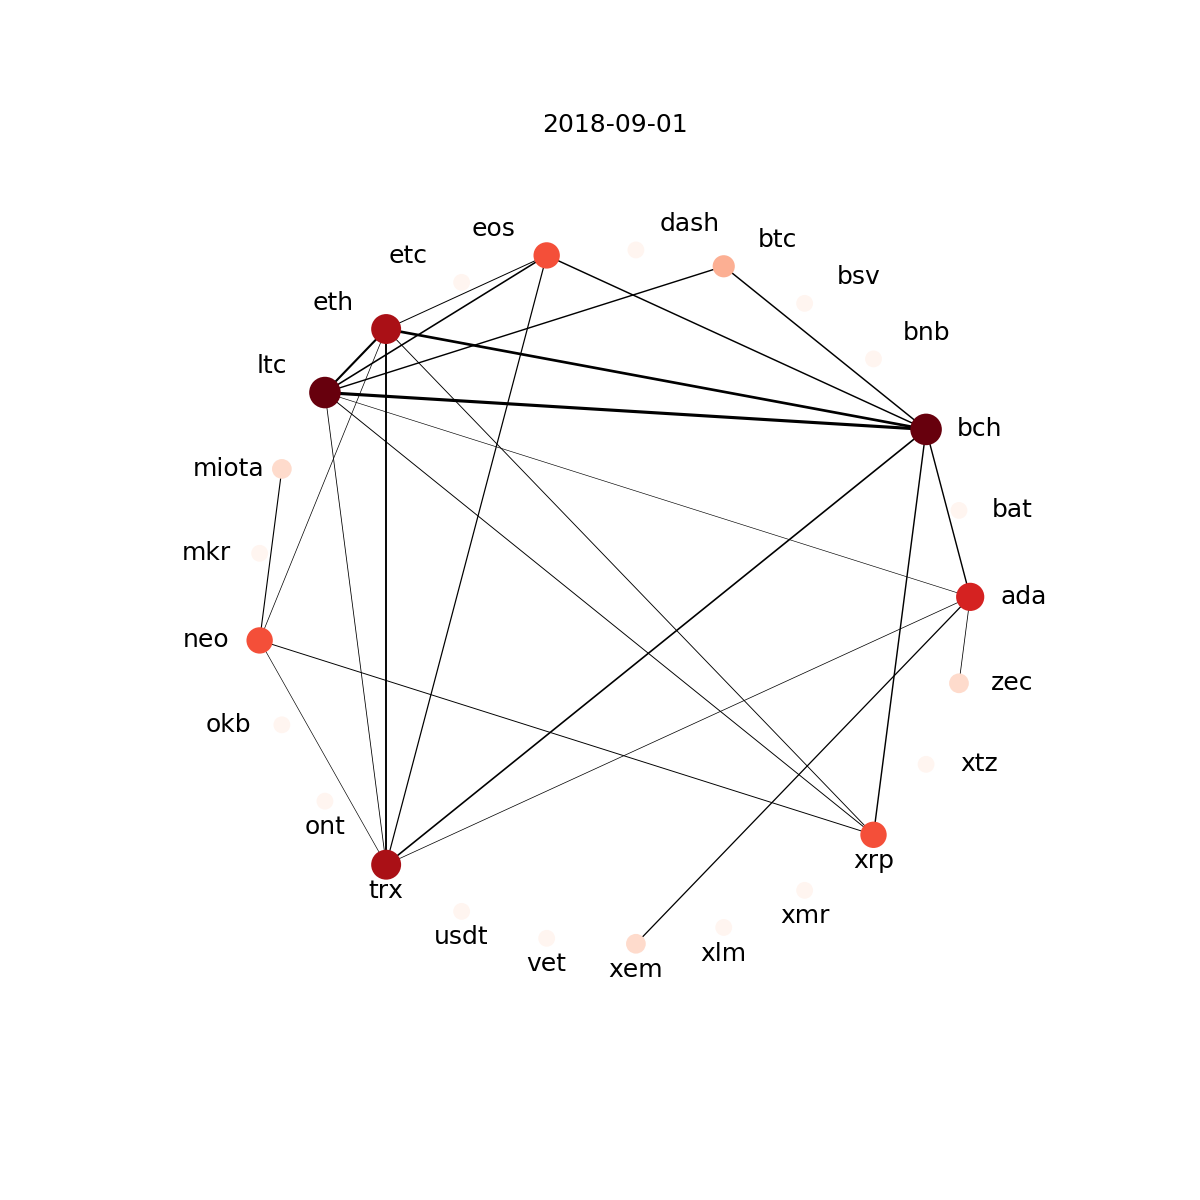 2018-09-01
dash
eos
btc
etc
bsv
eth
bnb
ltc
bch
miota
bat
mkr
ada
neo
zec
okb
xtz
ont
xrp
trx
xmr
usdt
xlm
vet
xem